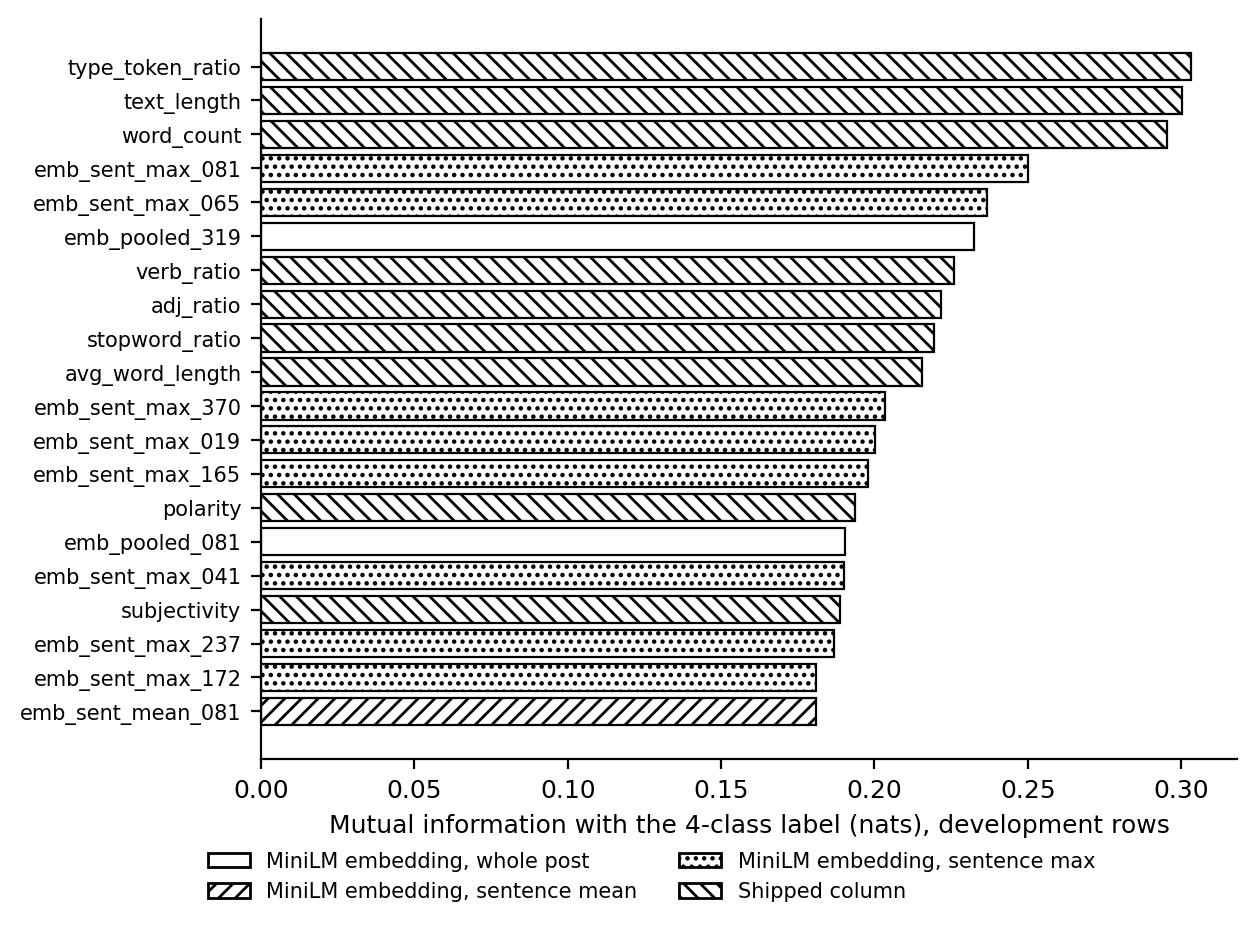 type_token_ratio
text_length
word_count
emb_sent_max_081
emb_sent_max_065
emb_pooled_319
verb_ratio
adj_ratio
stopword_ratio
avg_word_length
emb_sent_max_370
emb_sent_max_019
emb_sent_max_165
polarity
emb_pooled_081
emb_sent_max_041
subjectivity
emb_sent_max_237
emb_sent_max_172
emb_sent_mean_081
0.00 0.05 0.10 0.15 0.20 0.25 0.30
Mutual information with the 4-class label (nats), development rows
MiniLM embedding, whole post MiniLM embedding, sentence max
MiniLM embedding, sentence mean Shipped column